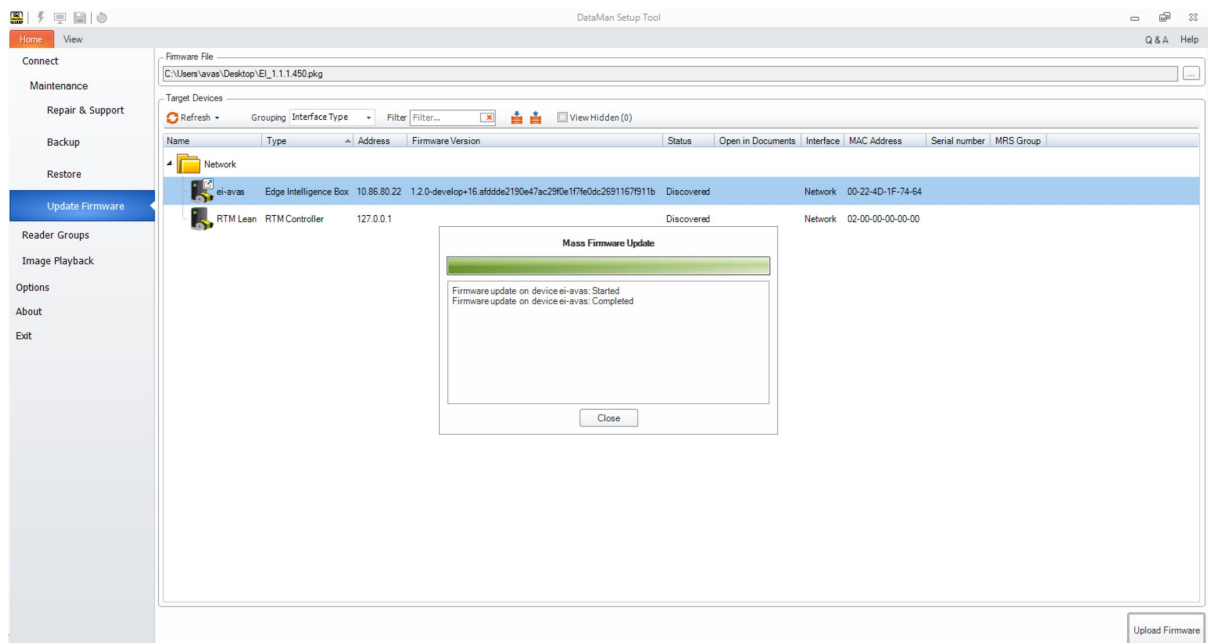 DataMan Setup Tool
Home View Q & A Help
Connect
Maintenance
Repair & Support
Backup
Restore
Update Firmware
Reader Groups
Image Playback
Options
About
Exit
Firmware File
C:\Users\avas\Desktop\EI_1.1.1.450.pkg ...
Target Devices
Refresh Grouping Interface Type Filter Filter... View Hidden (0)
Name Type Address Firmware Version Status Open in Documents Interface MAC Address Serial number MRS Group
Network
ei-avas Edge Intelligence Box 10.86.80.22 1.2.0-develop+16.afddde2190e47ac29f0e1f7fe0dc2691167f911b Discovered Network 00-22-4D-1F-74-64
RTM Lean RTM Controller 127.0.0.1 Discovered Network 02-00-00-00-00-00
Mass Firmware Update
Firmware update on device ei-avas: Started
Firmware update on device ei-avas: Completed
Close
Upload Firmware